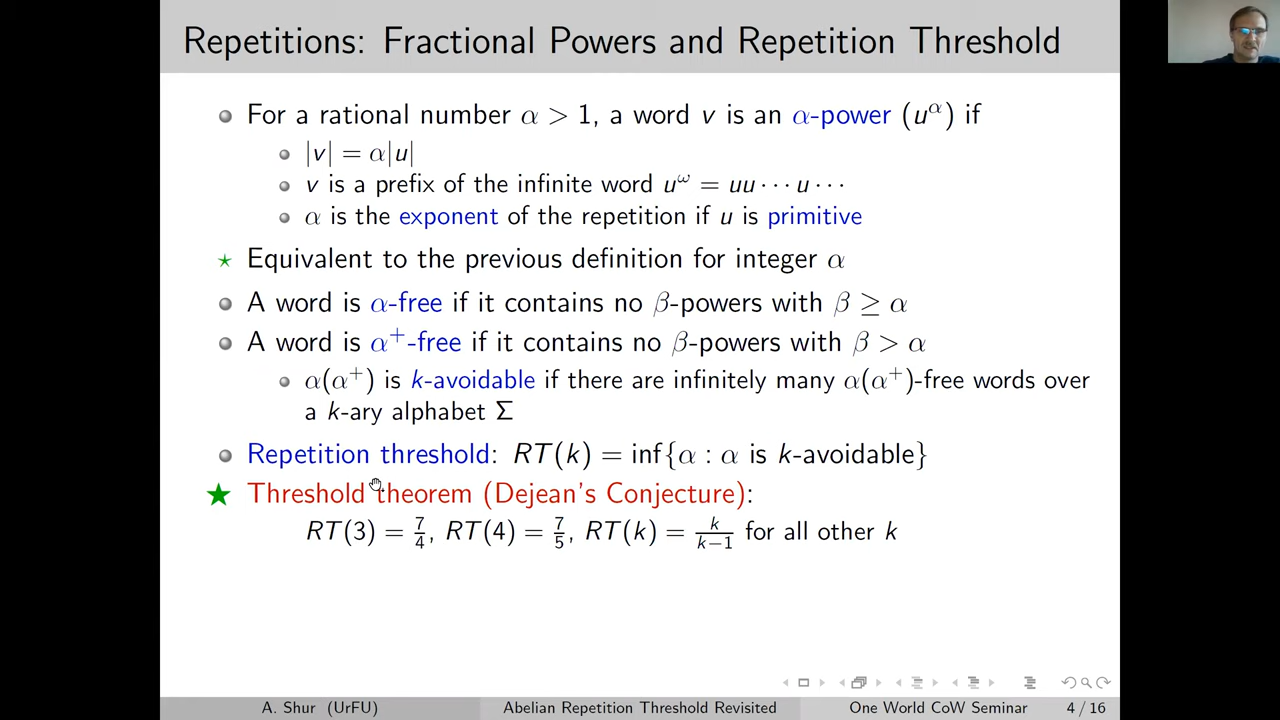 Repetitions: Fractional Powers and Repetition Threshold
For a rational number α > 1, a word v is an α-power (u^α) if
|v| = α|u|
v is a prefix of the infinite word u^ω = uu · · · u · · ·
α is the exponent of the repetition if u is primitive
⋆ Equivalent to the previous definition for integer α
A word is α-free if it contains no β-powers with β ≥ α
A word is α⁺-free if it contains no β-powers with β > α
α(α⁺) is k-avoidable if there are infinitely many α(α⁺)-free words over
a k-ary alphabet Σ
Repetition threshold: RT(k) = inf{α : α is k-avoidable}
★ Threshold theorem (Dejean's Conjecture):
RT(3) = 7/4, RT(4) = 7/5, RT(k) = k/(k−1) for all other k
A. Shur (UrFU) Abelian Repetition Threshold Revisited One World CoW Seminar 4 / 16